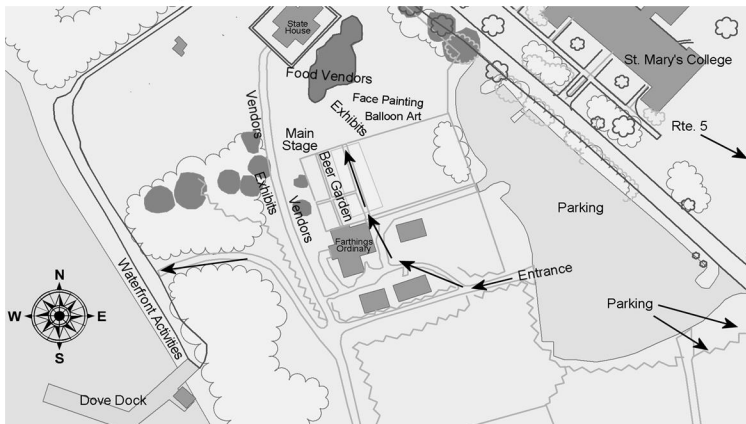 State
House
St. Mary's College
Food Vendors
Face Painting
Balloon Art
Vendors
Exhibits
Rte. 5
Main
Stage
Beer Garden
Exhibits
Vendors
Parking
Farthings
Ordinary
Entrance
Waterfront Activities
N
W
E
S
Parking
Dove Dock